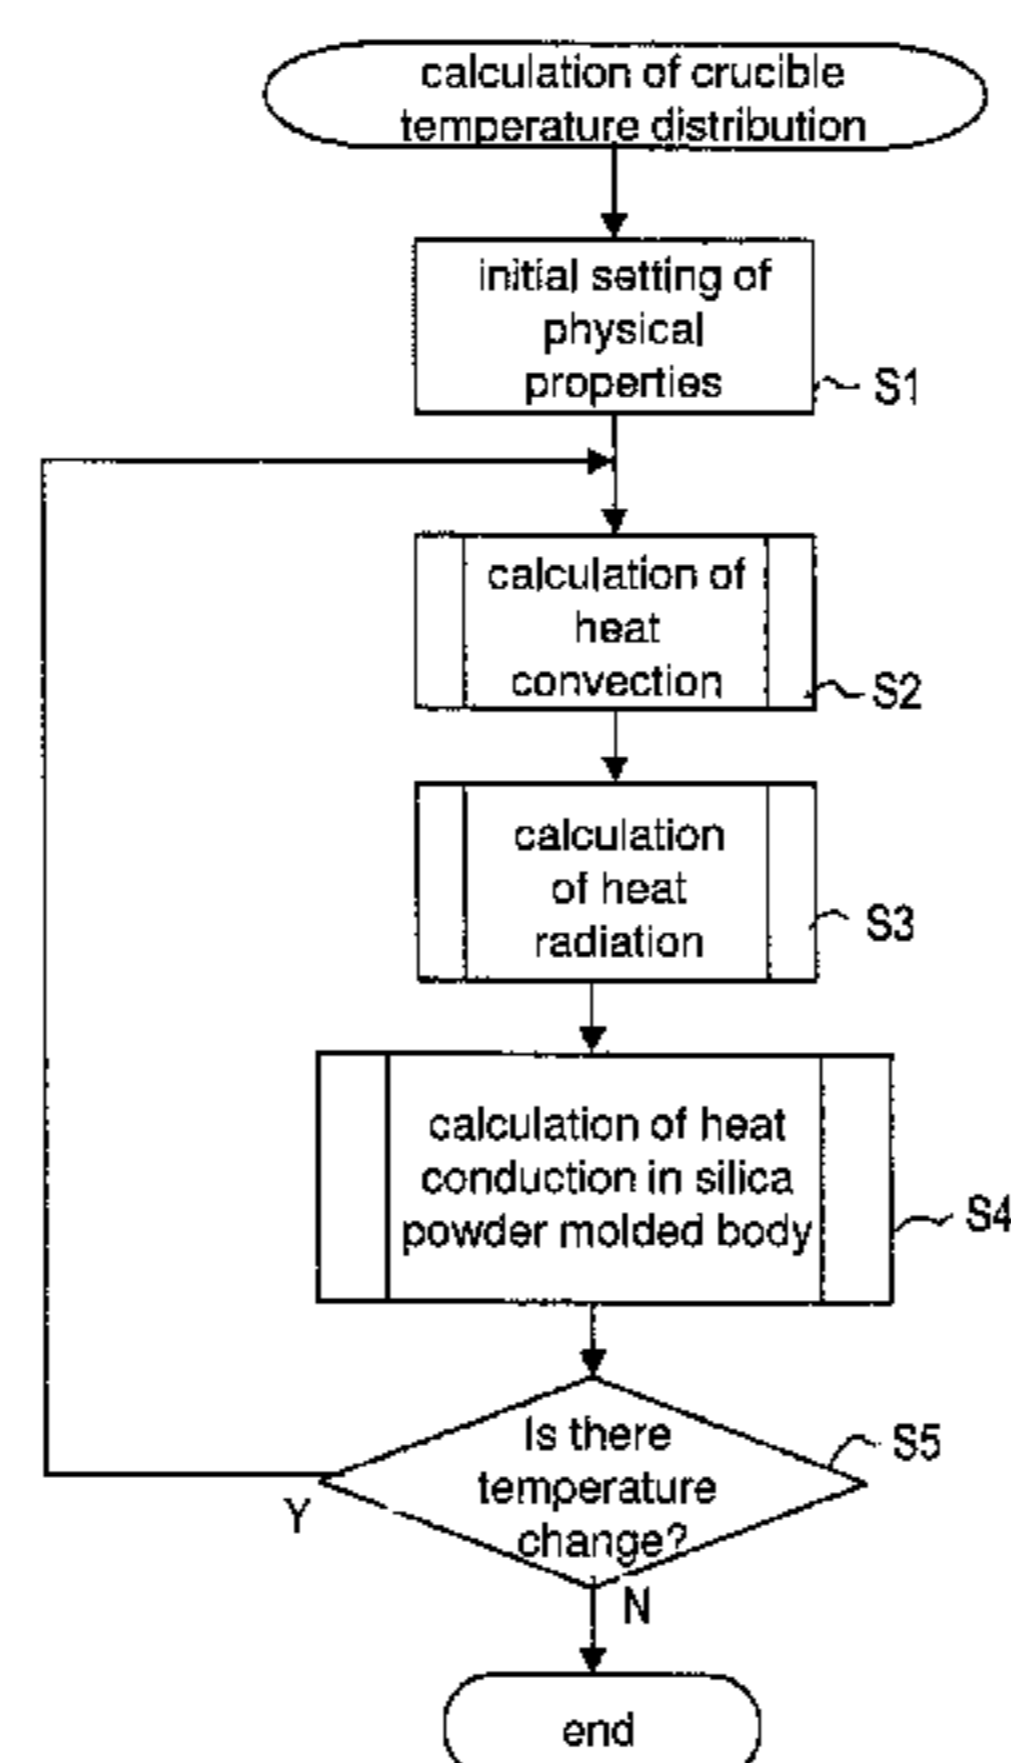 calculation of crucible
temperature distribution
initial setting of
physical
properties
S1
calculation of
heat
convection
S2
calculation
of heat
radiation
S3
calculation of heat
conduction in silica
powder molded body
S4
Is there
temperature
change?
S5
Y
N
end